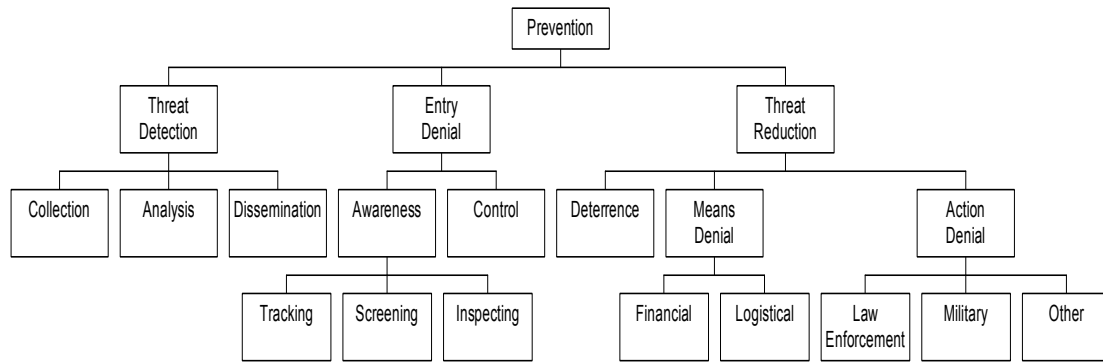 Prevention
Threat
Detection
Entry
Denial
Threat
Reduction
Collection
Analysis
Dissemination
Awareness
Control
Deterrence
Means
Denial
Action
Denial
Tracking
Screening
Inspecting
Financial
Logistical
Law
Enforcement
Military
Other